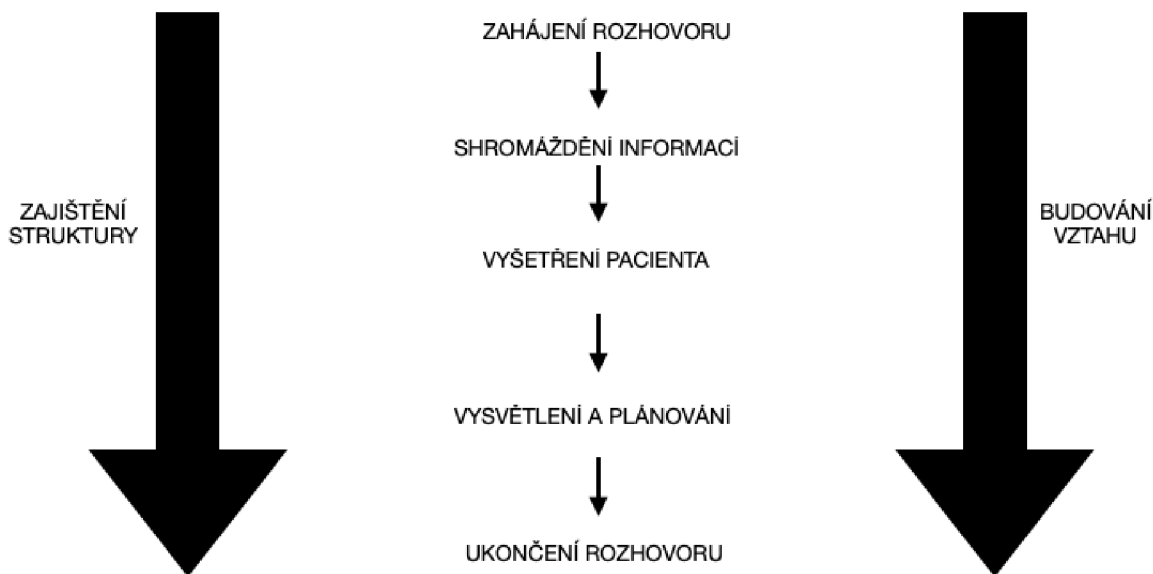 ZAHÁJENÍ ROZHOVORU
SHROMÁŽDĚNÍ INFORMACÍ
ZAJIŠTĚNÍ
STRUKTURY
BUDOVÁNÍ
VZTAHU
VYŠETŘENÍ PACIENTA
VYSVĚTLENÍ A PLÁNOVÁNÍ
UKONČENÍ ROZHOVORU